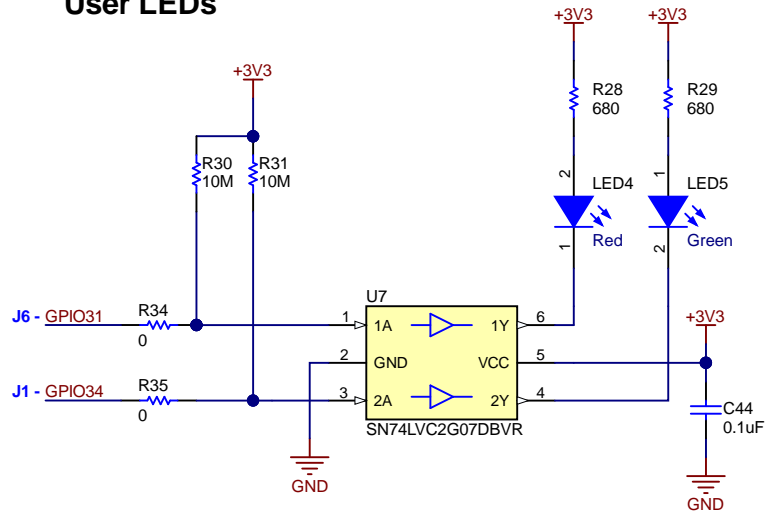 User LEDs
+3V3
+3V3
R28
680
R29
680
+3V3
R30
10M
R31
10M
2
LED4
Red
1
1
LED5
Green
2
U7
J6 - GPIO31
R34
0
1
1A
1Y
6
2
GND
VCC
5
+3V3
J1 - GPIO34
R35
0
3
2A
2Y
4
SN74LVC2G07DBVR
C44
0.1uF
GND
GND